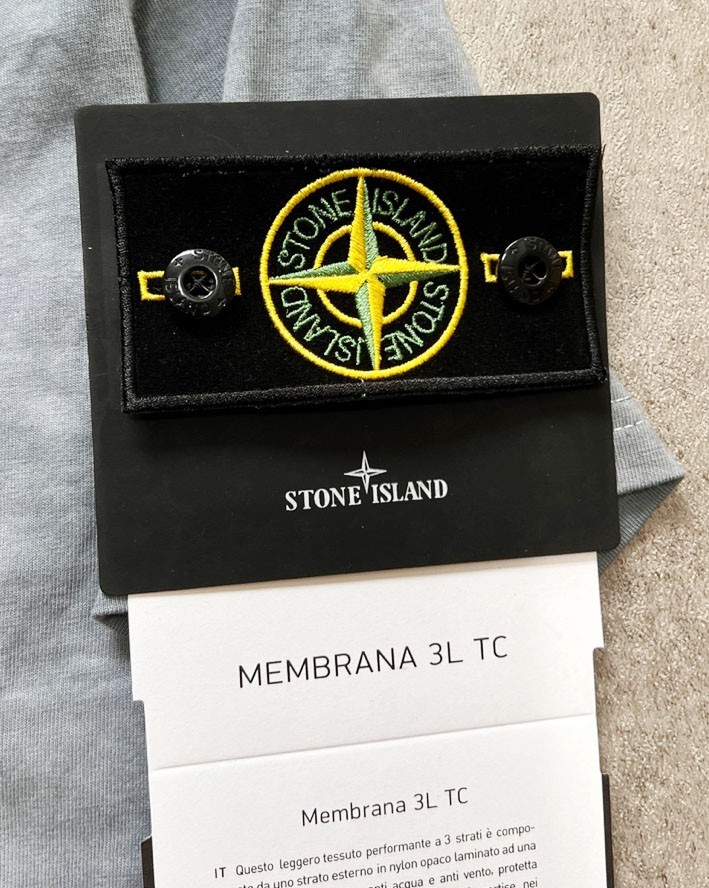 STONE ISLAND
STONE ISLAND
STONE ISLAND
MEMBRANA 3L TC
Membrana 3L TC
IT Questo leggero tessuto performante a 3 strati è compo-
da uno strato esterno in nylon opaco laminato ad una
acqua e anti vento, protetta
nei